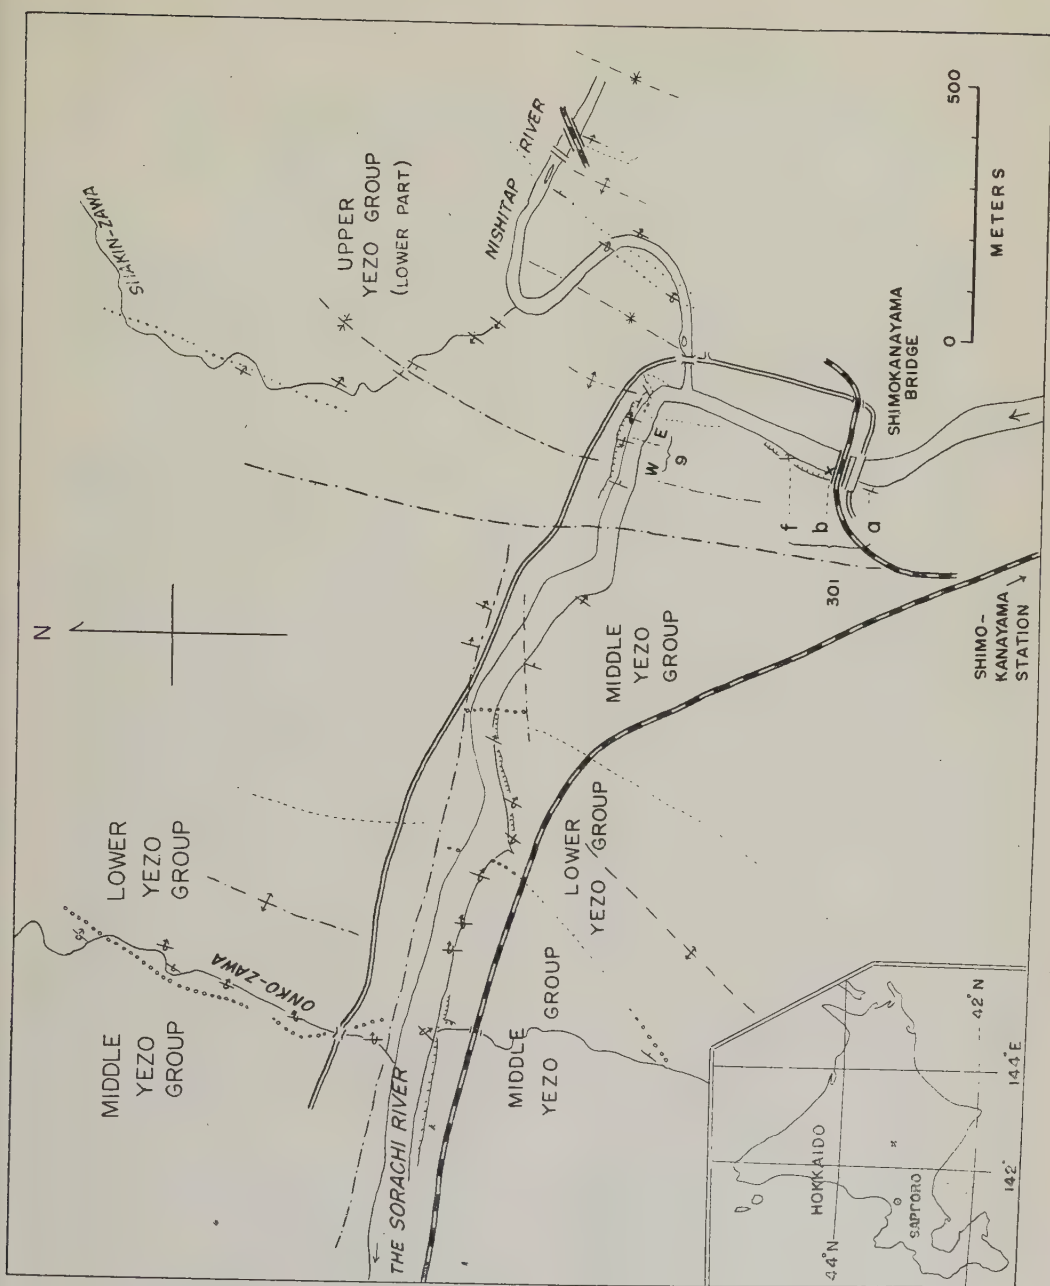 N
SHAKIN-ZAWA
UPPER
YEZO GROUP
(LOWER PART)
NISHITAP RIVER
LOWER
YEZO
GROUP
MIDDLE
YEZO
GROUP
ONKO-ZAWA
THE SORACHI RIVER
MIDDLE
YEZO GROUP
LOWER
YEZO GROUP
MIDDLE
YEZO
GROUP
W E
9
f
b
a
301
SHIMOKANAYAMA
BRIDGE
SHIMO-
KANAYAMA
STATION
0 500
METERS
HOKKAIDO
SAPPORO
44°N
42°N
142°
144°E